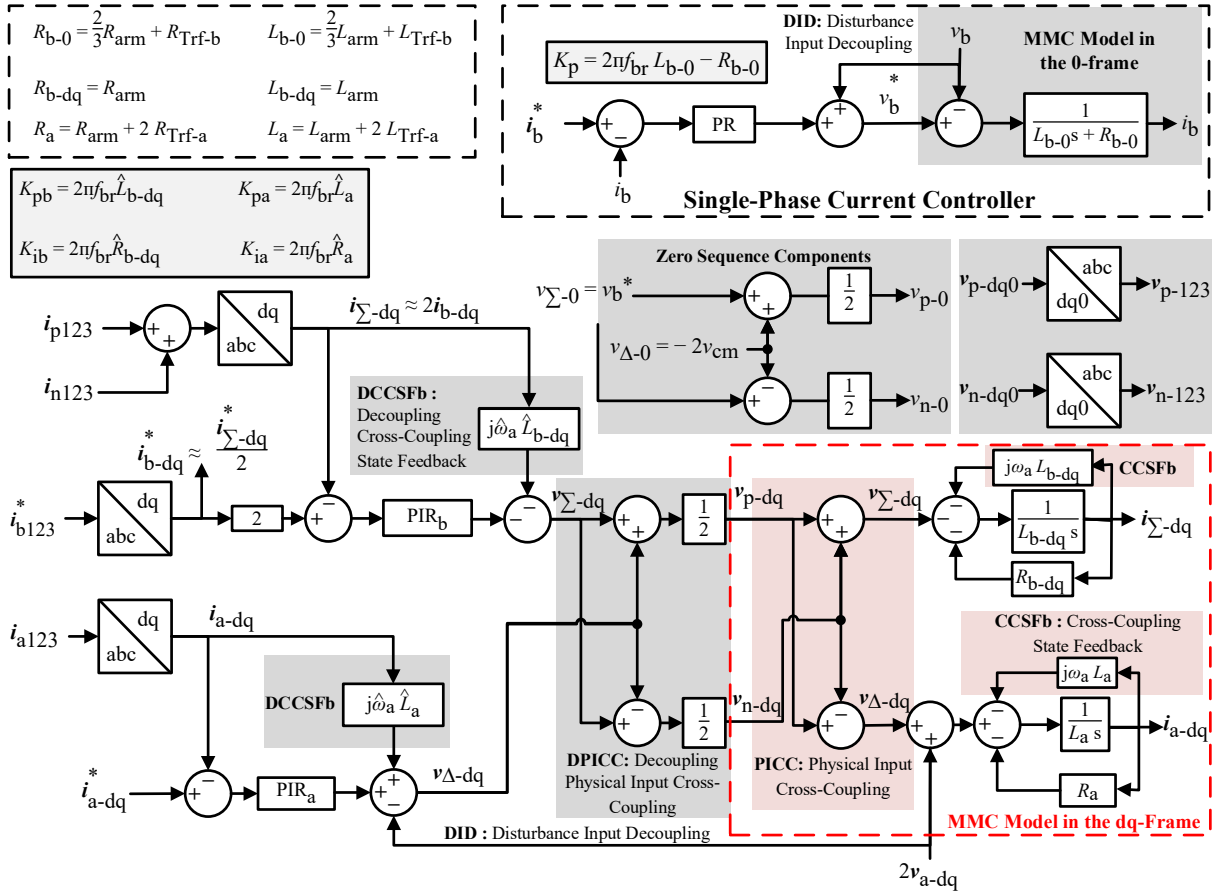 R_b-0 = 2/3 R_arm + R_Trf-b
L_b-0 = 2/3 L_arm + L_Trf-b
R_b-dq = R_arm
L_b-dq = L_arm
R_a = R_arm + 2 R_Trf-a
L_a = L_arm + 2 L_Trf-a
K_pb = 2πf_br L̂_b-dq
K_pa = 2πf_br L̂_a
K_ib = 2πf_br R̂_b-dq
K_ia = 2πf_br R̂_a
DID: Disturbance
Input Decoupling
K_p = 2πf_br L_b-0 − R_b-0
v_b
MMC Model in
the 0-frame
i_b^*
+
−
PR
+
+
v_b^*
+
−
1
L_b-0 s + R_b-0
i_b
i_b
Single-Phase Current Controller
Zero Sequence Components
v_Σ-0 = v_b*
+
+
1/2
v_p-0
v_Δ-0 = − 2v_cm
+
−
1/2
v_n-0
v_p-dq0
abc
dq0
v_p-123
v_n-dq0
abc
dq0
v_n-123
i_p123
+
+
i_n123
dq
abc
i_Σ-dq ≈ 2i_b-dq
DCCSFb :
Decoupling
Cross-Coupling
State Feedback
jω̂_a L̂_b-dq
i_b-dq^* ≈ i_Σ-dq^*/2
i_b123^*
dq
abc
2
+
−
PIR_b
−
−
v_Σ-dq
+
+
1/2
v_p-dq
+
+
v_Σ-dq
jω_a L_b-dq
CCSFb
−
−
1
L_b-dq s
i_Σ-dq
R_b-dq
i_a123
dq
abc
i_a-dq
DCCSFb
jω̂_a L̂_a
+
−
1/2
v_n-dq
+
−
v_Δ-dq
+
+
CCSFb : Cross-Coupling
State Feedback
jω_a L_a
−
−
1
L_a s
i_a-dq
R_a
i_a-dq^*
+
−
PIR_a
+
+
−
v_Δ-dq
DPICC: Decoupling
Physical Input Cross-
Coupling
PICC: Physical Input
Cross-Coupling
MMC Model in the dq-Frame
DID : Disturbance Input Decoupling
2v_a-dq